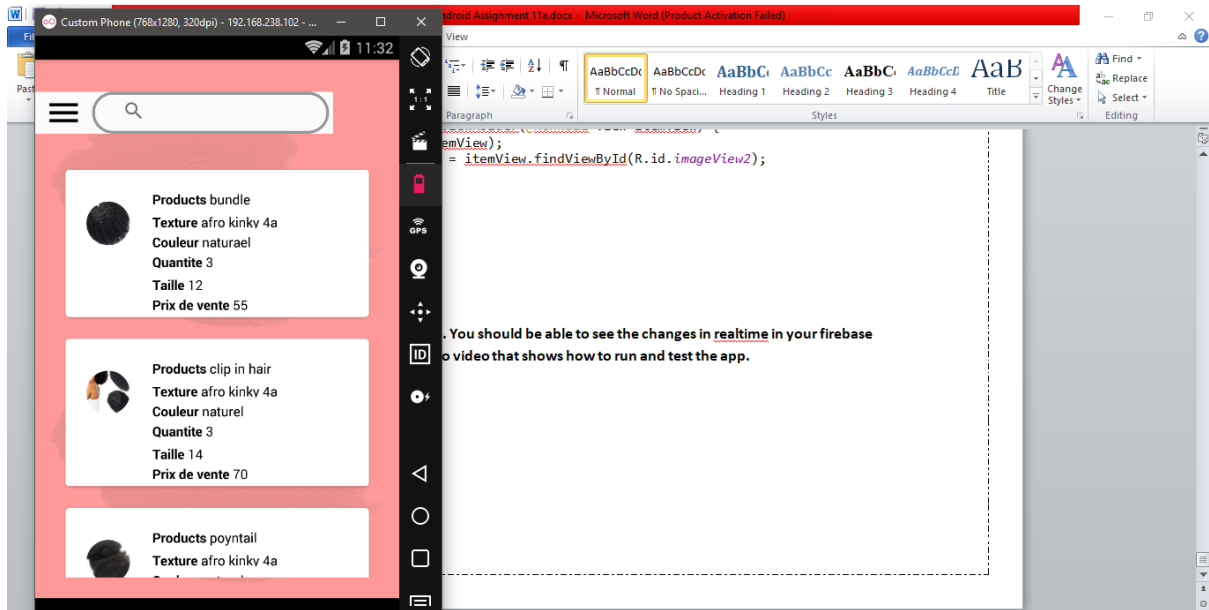 Custom Phone (768x1280, 320dpi) - 192.168.238.102 - ...
ndroid Assignment 11a.docx - Microsoft Word (Product Activation Failed)
W
Fi
View
11:32
Past
AaBbCcDc
AaBbCcDc
AaBbCc
AaBbCc
AaBbCc
AaBbCcD
AaB
¶ Normal
¶ No Spaci...
Heading 1
Heading 2
Heading 3
Heading 4
Title
Change
Styles
Find
Replace
Select
Paragraph
Styles
Editing
1:1
GPS
ID
emView);
= itemView.findViewById(R.id.imageView2);
. You should be able to see the changes in realtime in your firebase
o video that shows how to run and test the app.
Products bundle
Texture afro kinky 4a
Couleur naturael
Quantite 3
Taille 12
Prix de vente 55
Products clip in hair
Texture afro kinky 4a
Couleur naturel
Quantite 3
Taille 14
Prix de vente 70
Products poyntail
Texture afro kinky 4a